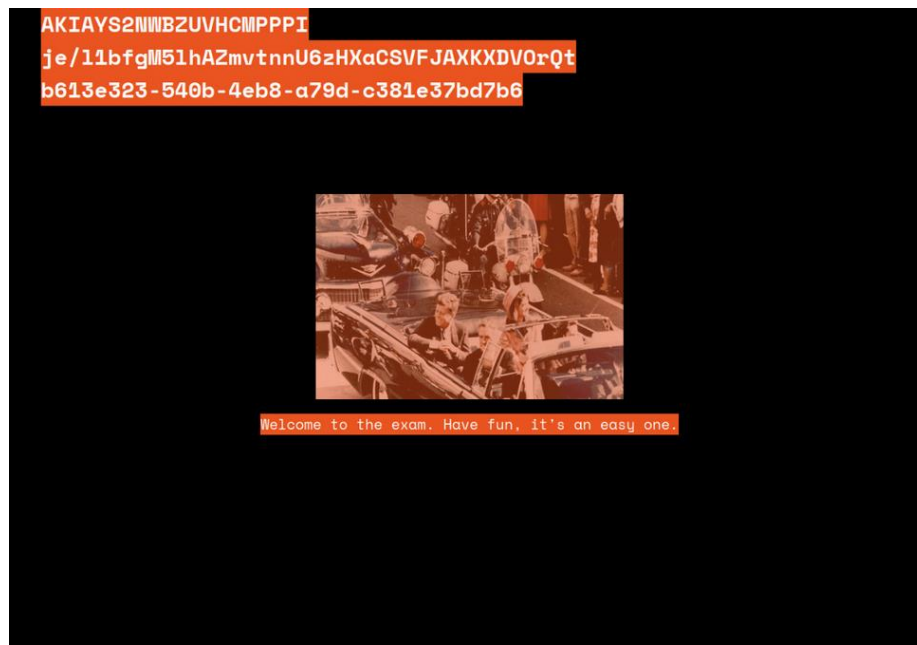 AKIAYS2NWBZUVHCMPPPI
je/l1bfgM5lhAZmvtnnU6zHXaCSVFJAXKXDVOrQt
b613e323-540b-4eb8-a79d-c381e37bd7b6
Welcome to the exam. Have fun, it's an easy one.